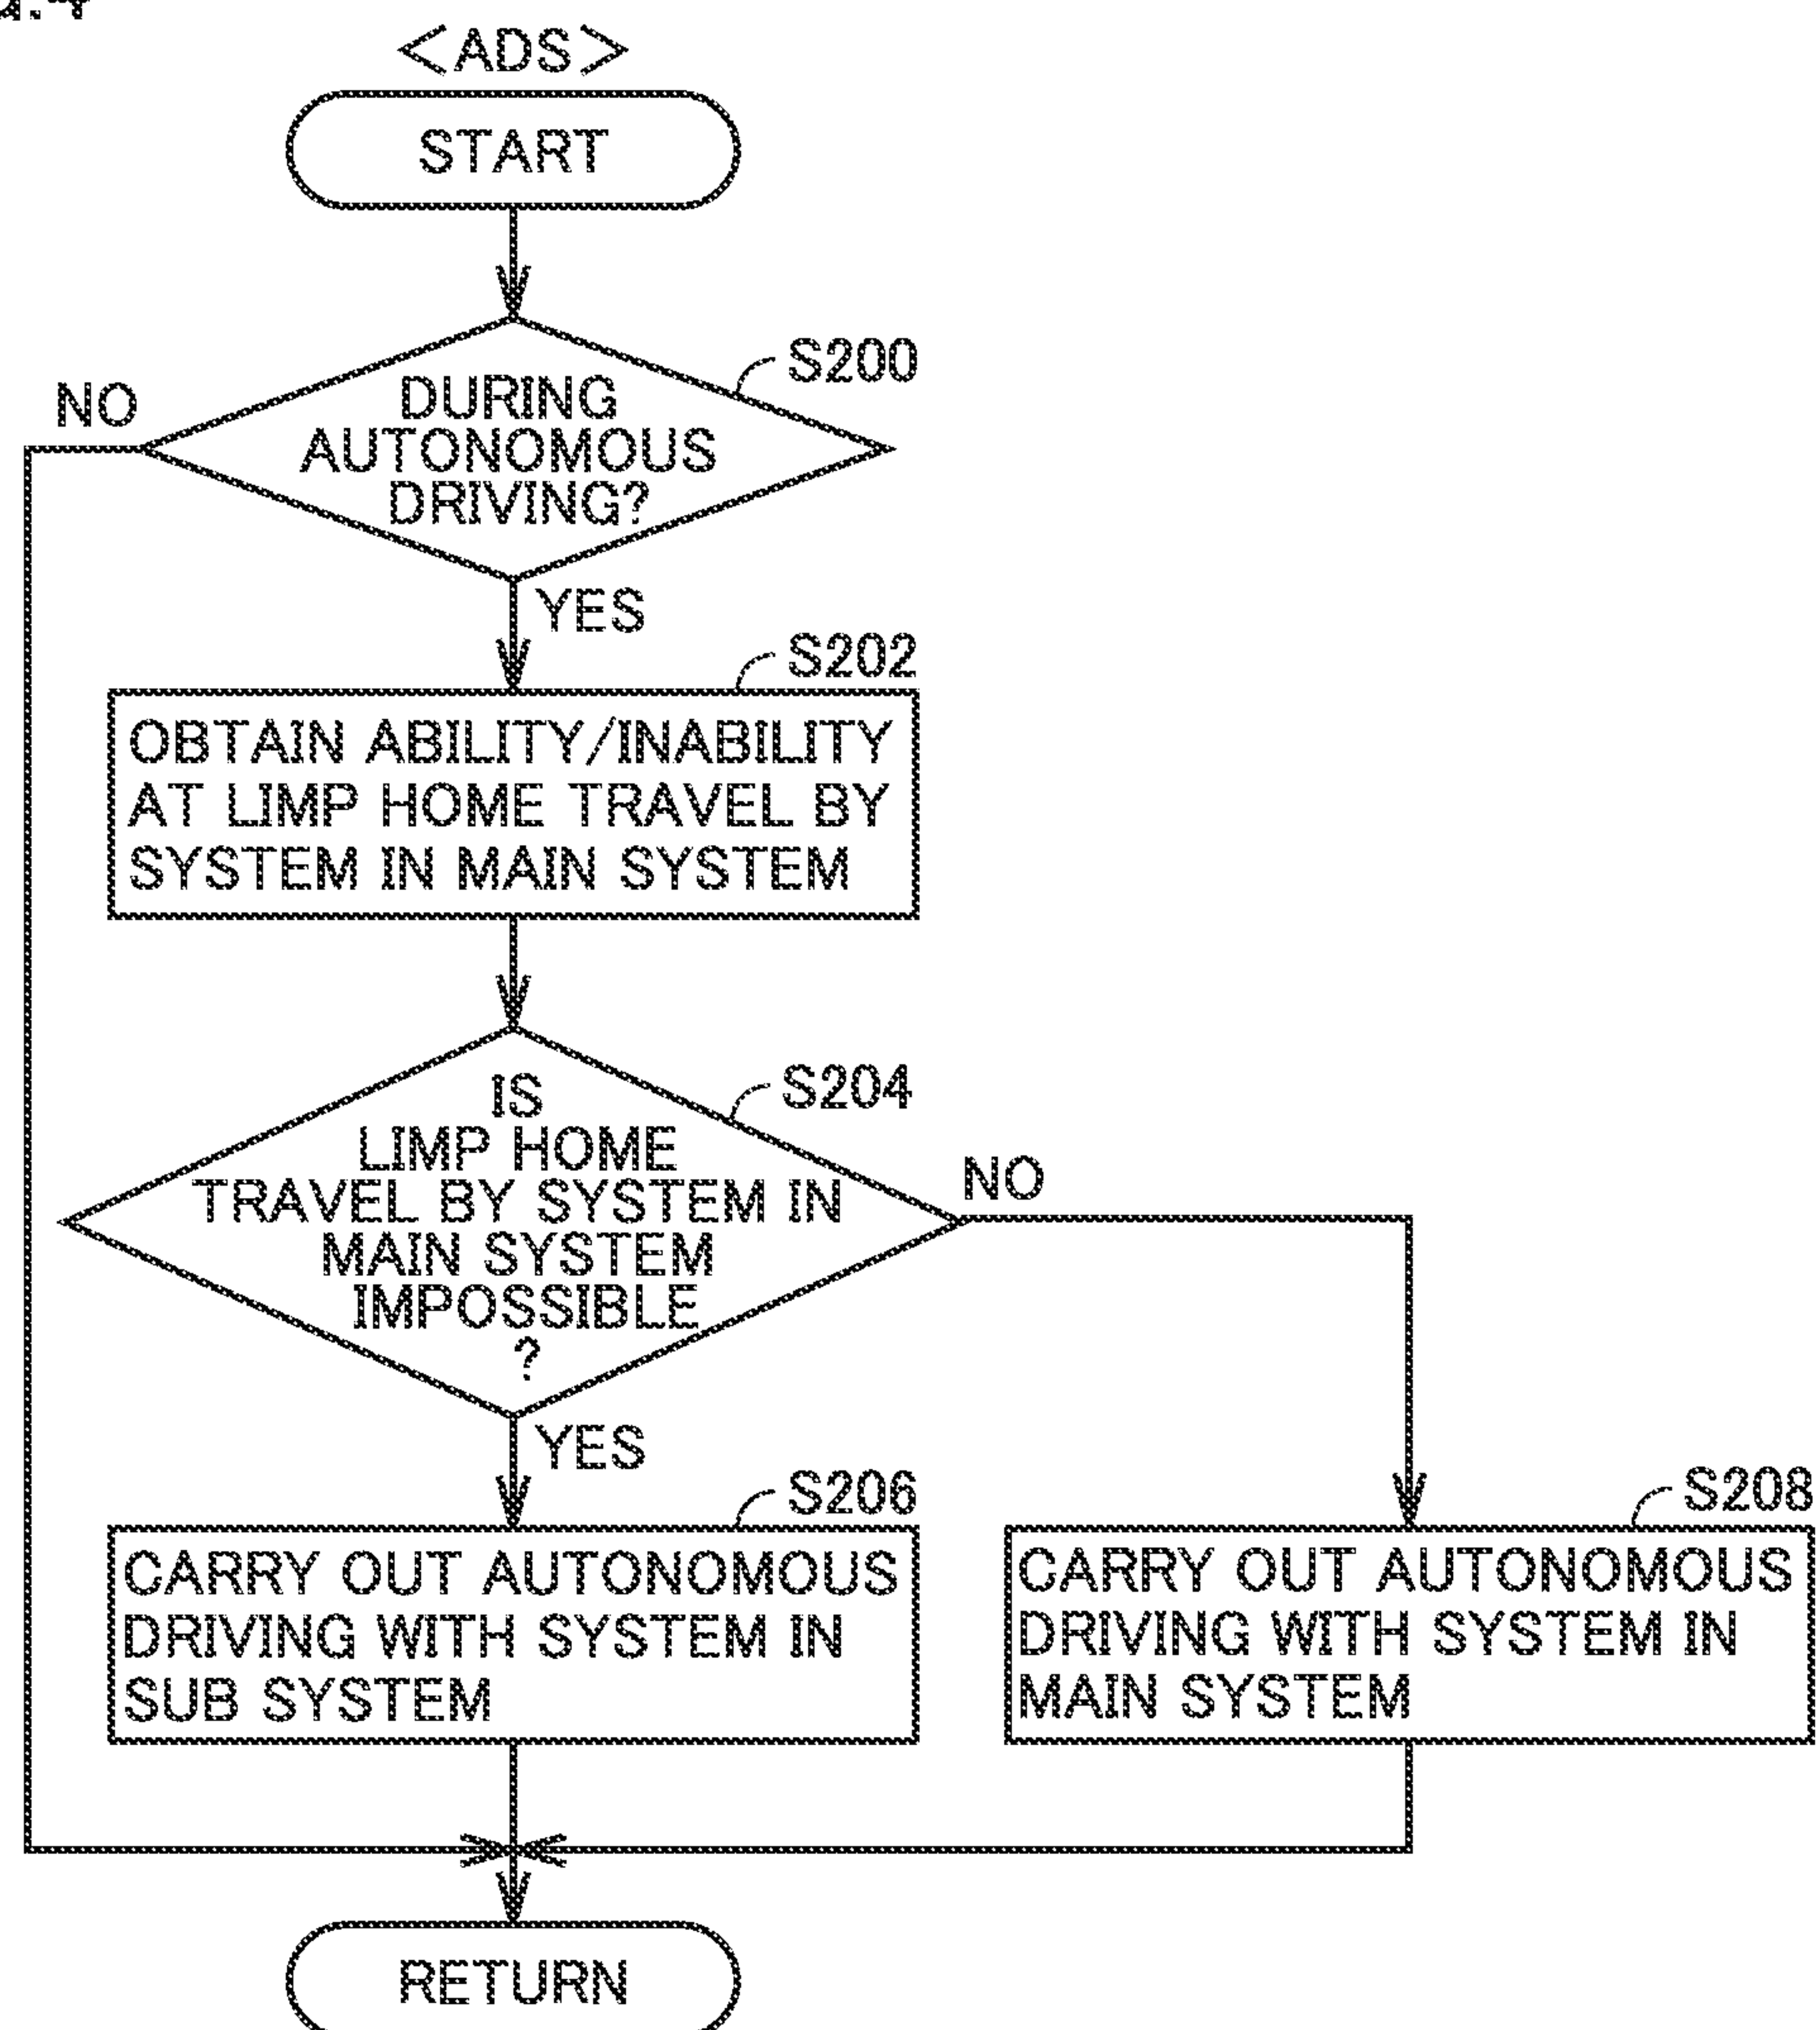 <ADS>
START
S200
NO
DURING
AUTONOMOUS
DRIVING?
YES
S202
OBTAIN ABILITY/INABILITY
AT LIMP HOME TRAVEL BY
SYSTEM IN MAIN SYSTEM
S204
IS
LIMP HOME
TRAVEL BY SYSTEM IN
MAIN SYSTEM
IMPOSSIBLE
?
NO
YES
S206
CARRY OUT AUTONOMOUS
DRIVING WITH SYSTEM IN
SUB SYSTEM
S208
CARRY OUT AUTONOMOUS
DRIVING WITH SYSTEM IN
MAIN SYSTEM
RETURN